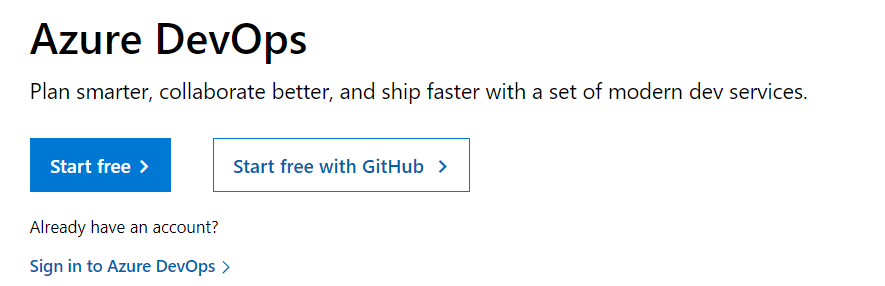 Azure DevOps
Plan smarter, collaborate better, and ship faster with a set of modern dev services.
Start free
Start free with GitHub
Already have an account?
Sign in to Azure DevOps